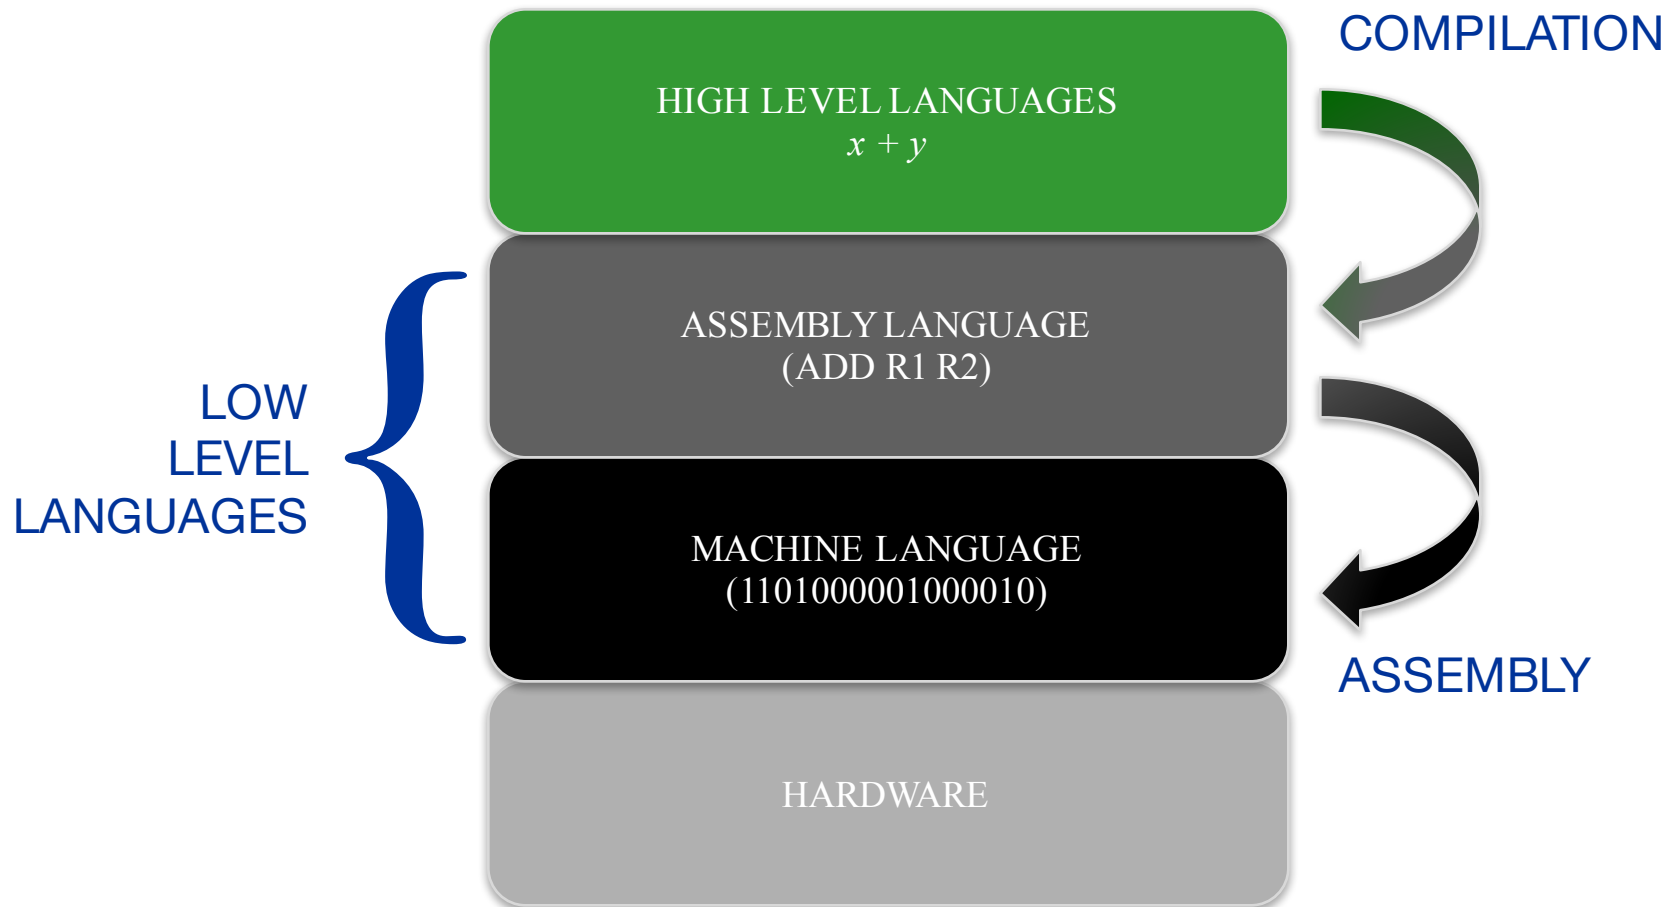 COMPILATION
HIGH LEVEL LANGUAGES
x + y
ASSEMBLY LANGUAGE
(ADD R1 R2)
LOW
LEVEL
LANGUAGES
MACHINE LANGUAGE
(1101000001000010)
ASSEMBLY
HARDWARE